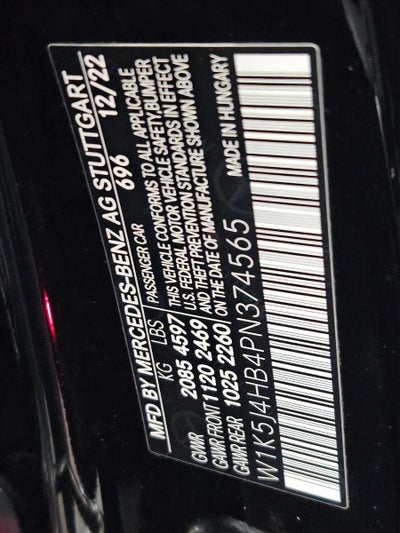 MFD BY MERCEDES-BENZ AG STUTTGART
696 12/22
KG LBS
GVWR 2085 4597
GAWR FRONT 1120 2469
GAWR REAR 1025 2260
PASSENGER CAR
THIS VEHICLE CONFORMS TO ALL APPLICABLE
U.S. FEDERAL MOTOR VEHICLE SAFETY,BUMPER
AND THEFT PREVENTION STANDARDS IN EFFECT
ON THE DATE OF MANUFACTURE SHOWN ABOVE
W1K5J4HB4PN374565
MADE IN HUNGARY